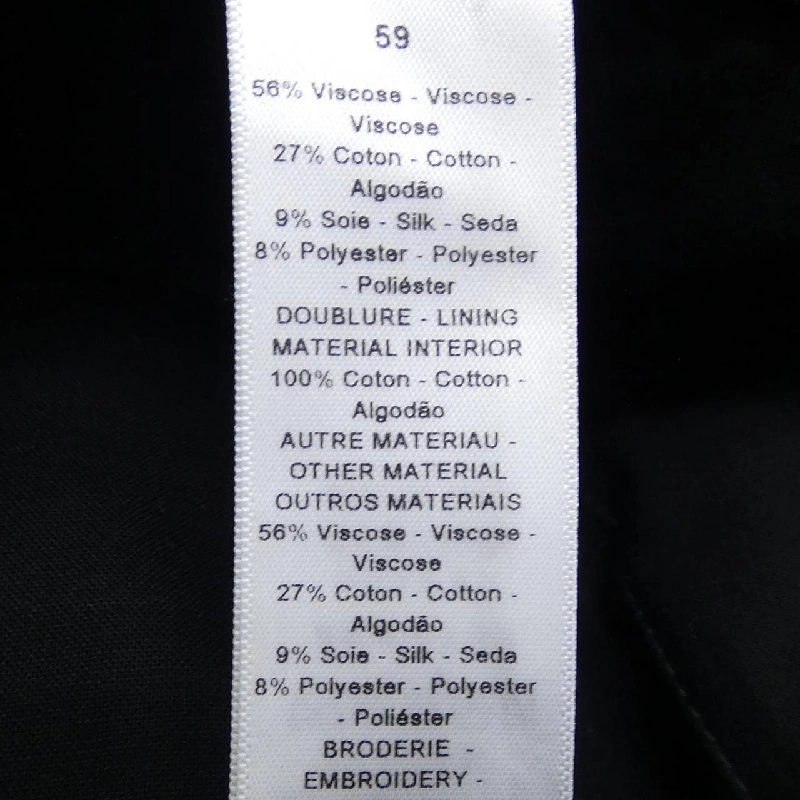 59
56% Viscose - Viscose -
Viscose
27% Coton - Cotton -
Algodão
9% Soie - Silk - Seda
8% Polyester - Polyester
- Poliéster
DOUBLURE - LINING
MATERIAL INTERIOR
100% Coton - Cotton -
Algodão
AUTRE MATERIAU -
OTHER MATERIAL
OUTROS MATERIAIS
56% Viscose - Viscose -
Viscose
27% Coton - Cotton -
Algodão
9% Soie - Silk - Seda
8% Polyester - Polyester
- Poliéster
BRODERIE -
EMBROIDERY -